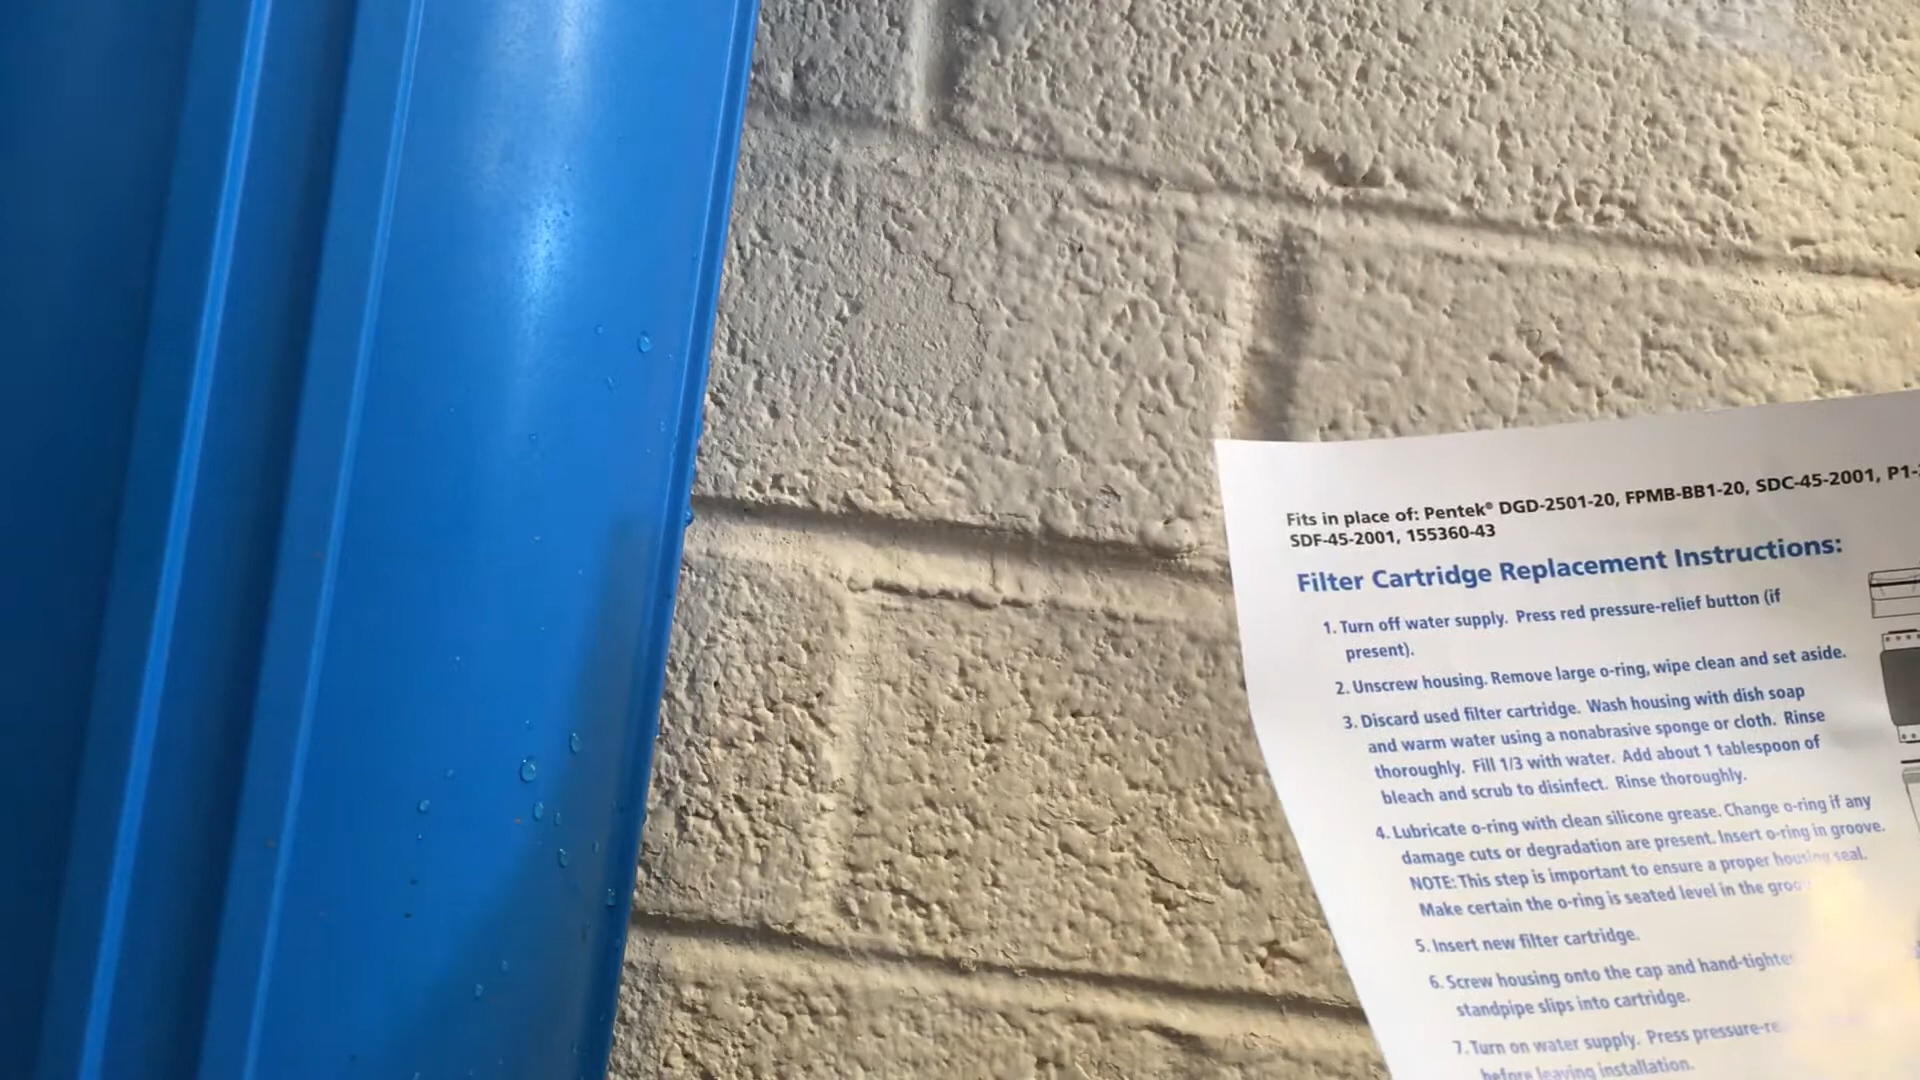 Fits in place of: Pentek® DGD-2501-20, FPMB-BB1-20, SDC-45-2001,
SDF-45-2001, 155360-43
Filter Cartridge Replacement Instructions:
1. Turn off water supply. Press red pressure-relief button (if
present).
2. Unscrew housing. Remove large o-ring, wipe clean and set aside.
3. Discard used filter cartridge. Wash housing with dish soap
and warm water using a nonabrasive sponge or cloth. Rinse
thoroughly. Fill 1/3 with water. Add about 1 tablespoon of
bleach and scrub to disinfect. Rinse thoroughly.
4. Lubricate o-ring with clean silicone grease. Change o-ring if any
damage cuts or degradation are present. Insert o-ring in groove.
NOTE: This step is important to ensure a proper housing seal.
Make certain the o-ring is seated level in the
5. Insert new filter cartridge.
6. Screw housing onto the cap and
standpipe slips into cartridge.
7. Turn on water supply. Press
before leaving installation.